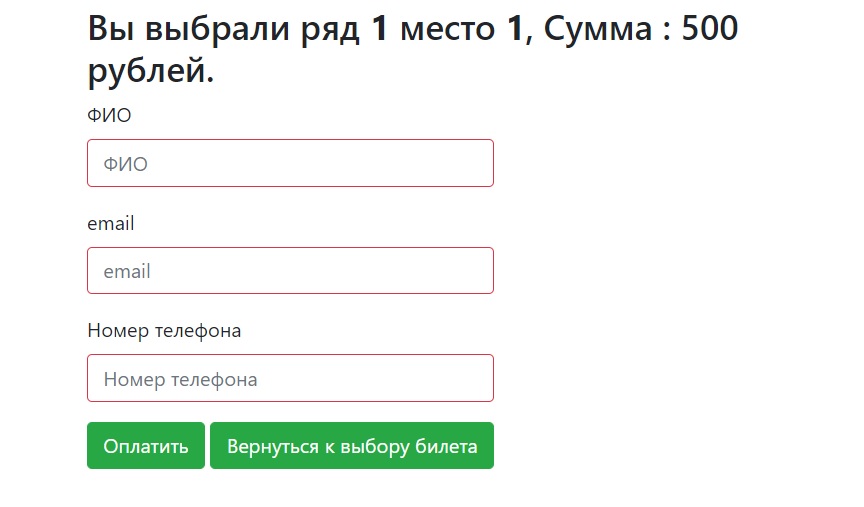 Вы выбрали ряд 1 место 1, Сумма : 500
рублей.
ФИО
ФИО
email
email
Номер телефона
Номер телефона
Оплатить Вернуться к выбору билета